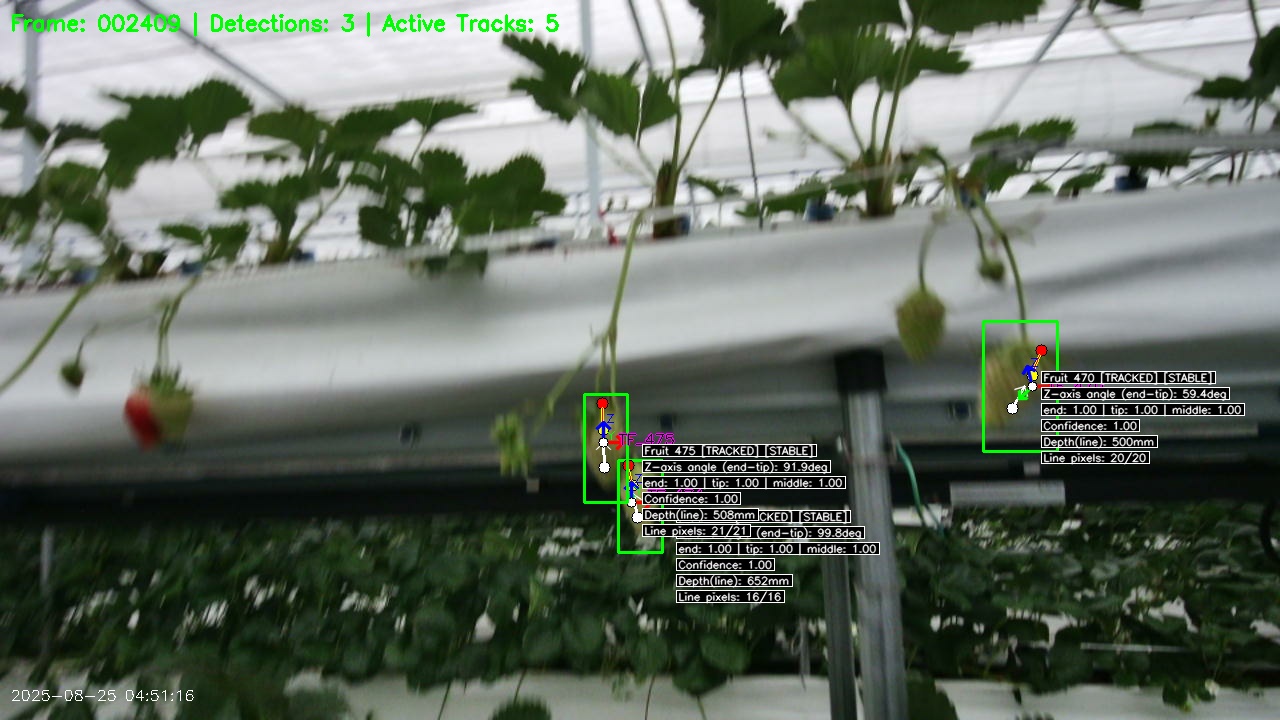 Frame: 002409 | Detections: 3 | Active Tracks: 5
Fruit 470 [TRACKED] [STABLE]
Z-axis angle (end-tip): 59.4deg
end: 1.00 | tip: 1.00 | middle: 1.00
Confidence: 1.00
Depth(line): 500mm
Line pixels: 20/20
TF_475
Fruit 475 [TRACKED] [STABLE]
Z-axis angle (end-tip): 91.9deg
end: 1.00 | tip: 1.00 | middle: 1.00
Confidence: 1.00
Depth(line): 508mm
Line pixels: 21/21
CKED] [STABLE]
(end-tip): 99.8deg
end: 1.00 | tip: 1.00 | middle: 1.00
Confidence: 1.00
Depth(line): 652mm
Line pixels: 16/16
2025-08-25 04:51:16